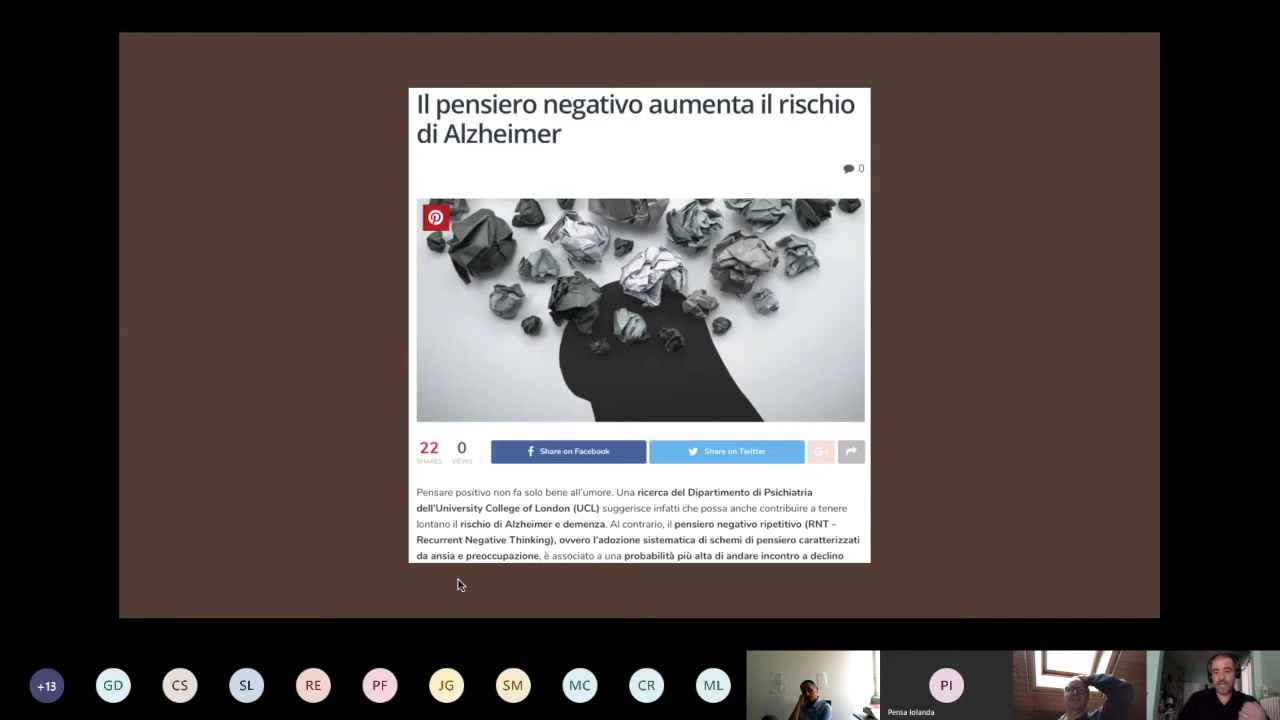 Il pensiero negativo aumenta il rischio
di Alzheimer
0
22
SHARES
0
VIEWS
Share on Facebook
Share on Twitter
G+
Pensare positivo non fa solo bene all'umore. Una ricerca del Dipartimento di Psichiatria
dell'University College of London (UCL) suggerisce infatti che possa anche contribuire a tenere
lontano il rischio di Alzheimer e demenza. Al contrario, il pensiero negativo ripetitivo (RNT –
Recurrent Negative Thinking), ovvero l'adozione sistematica di schemi di pensiero caratterizzati
da ansia e preoccupazione, è associato a una probabilità più alta di andare incontro a declino
+13
GD
CS
SL
RE
PF
JG
SM
MC
CR
ML
PI
Pensa Iolanda